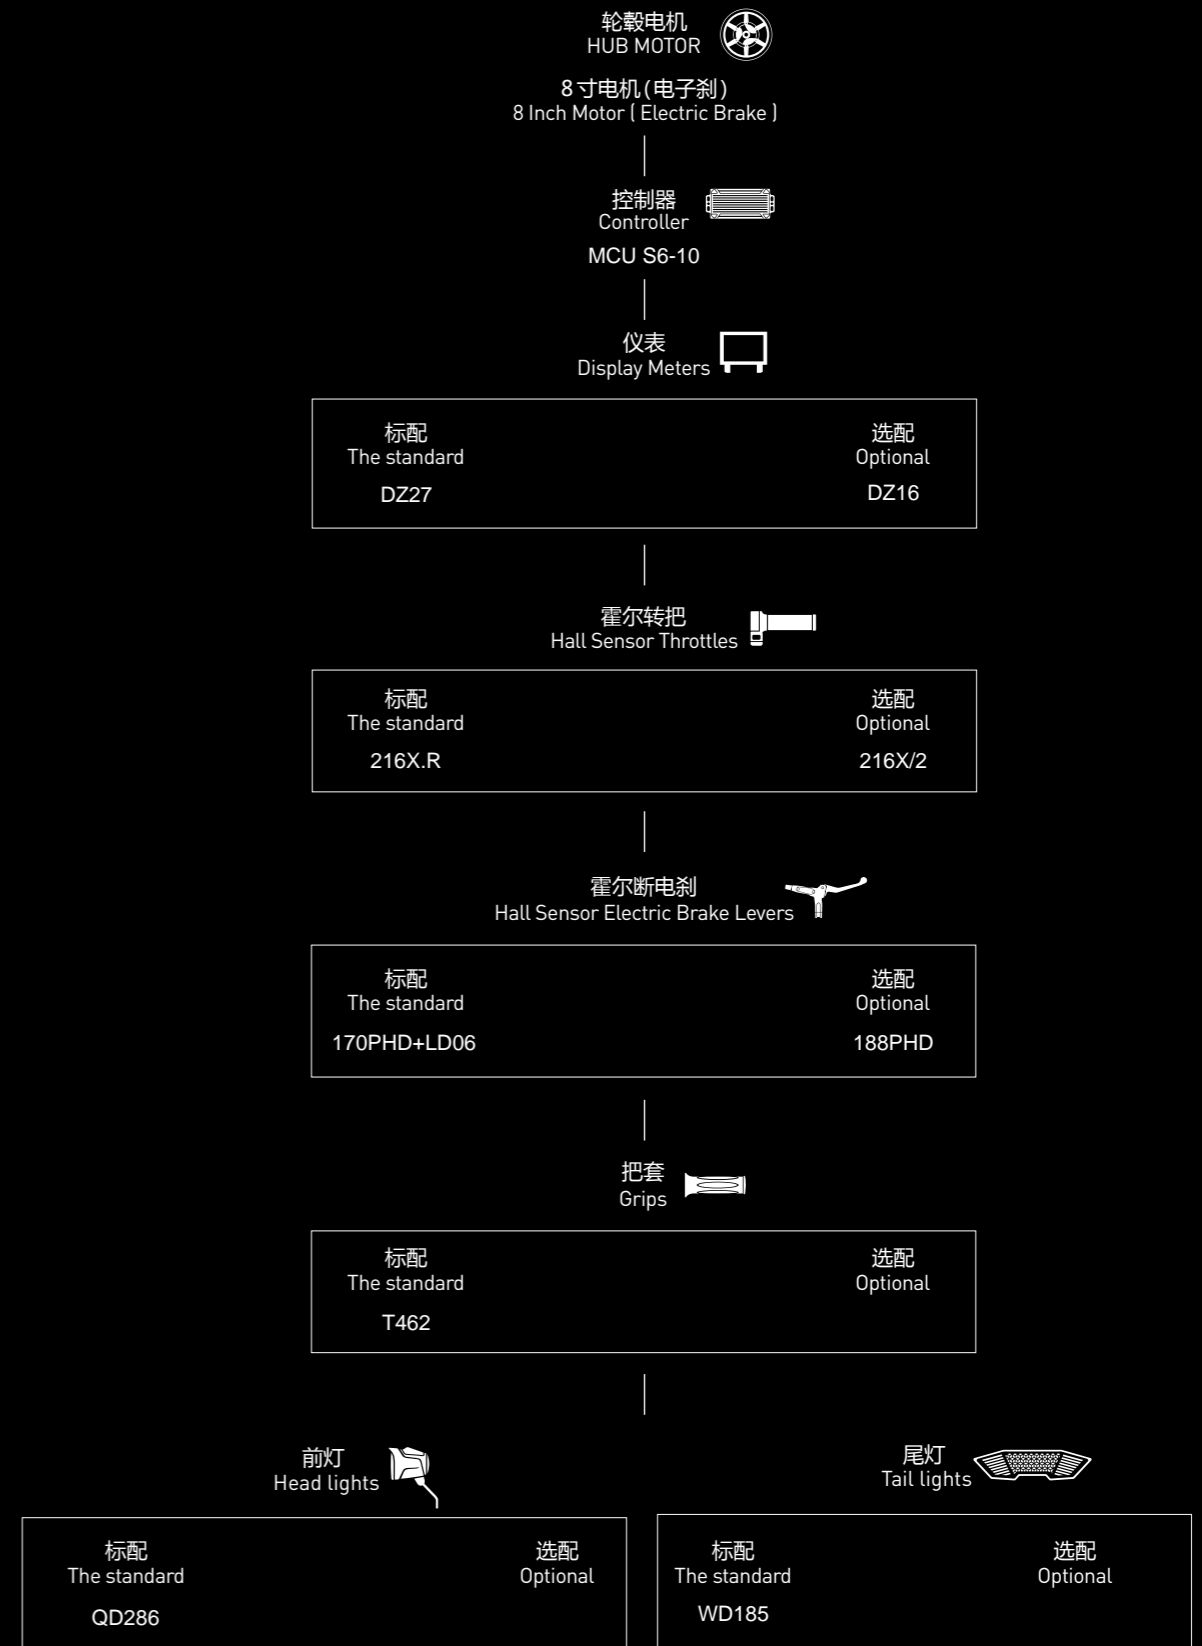 轮毂电机
HUB MOTOR
8寸电机(电子刹)
8 Inch Motor ( Electric Brake )
控制器
Controller
MCU S6-10
仪表
Display Meters
标配
The standard
DZ27
选配
Optional
DZ16
霍尔转把
Hall Sensor Throttles
标配
The standard
216X.R
选配
Optional
216X/2
霍尔断电刹
Hall Sensor Electric Brake Levers
标配
The standard
170PHD+LD06
选配
Optional
188PHD
把套
Grips
标配
The standard
T462
选配
Optional
前灯
Head lights
标配
The standard
QD286
选配
Optional
尾灯
Tail lights
标配
The standard
WD185
选配
Optional